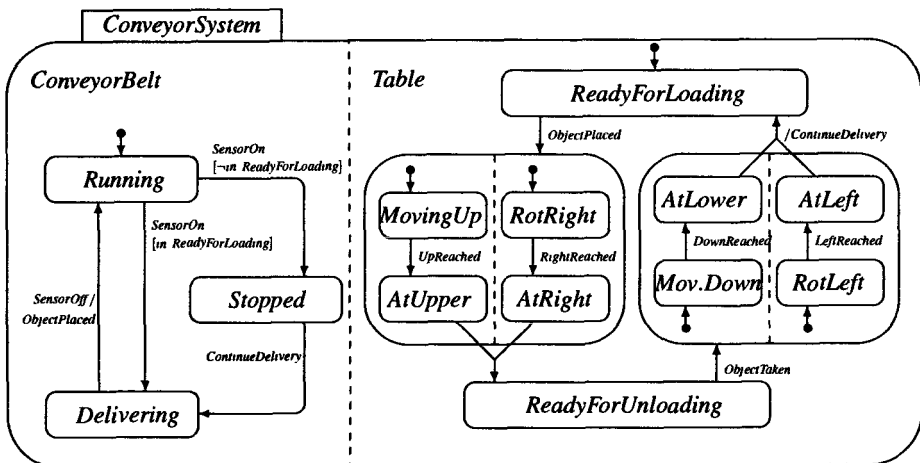 ConveyorSystem
ConveyorBelt
Table
ReadyForLoading
SensorOn
[¬in ReadyForLoading]
Running
SensorOn
[in ReadyForLoading]
SensorOff /
ObjectPlaced
Stopped
ContinueDelivery
Delivering
ObjectPlaced
/ContinueDelivery
MovingUp
RotRight
UpReached
RightReached
AtUpper
AtRight
AtLower
AtLeft
DownReached
LeftReached
Mov.Down
RotLeft
ObjectTaken
ReadyForUnloading